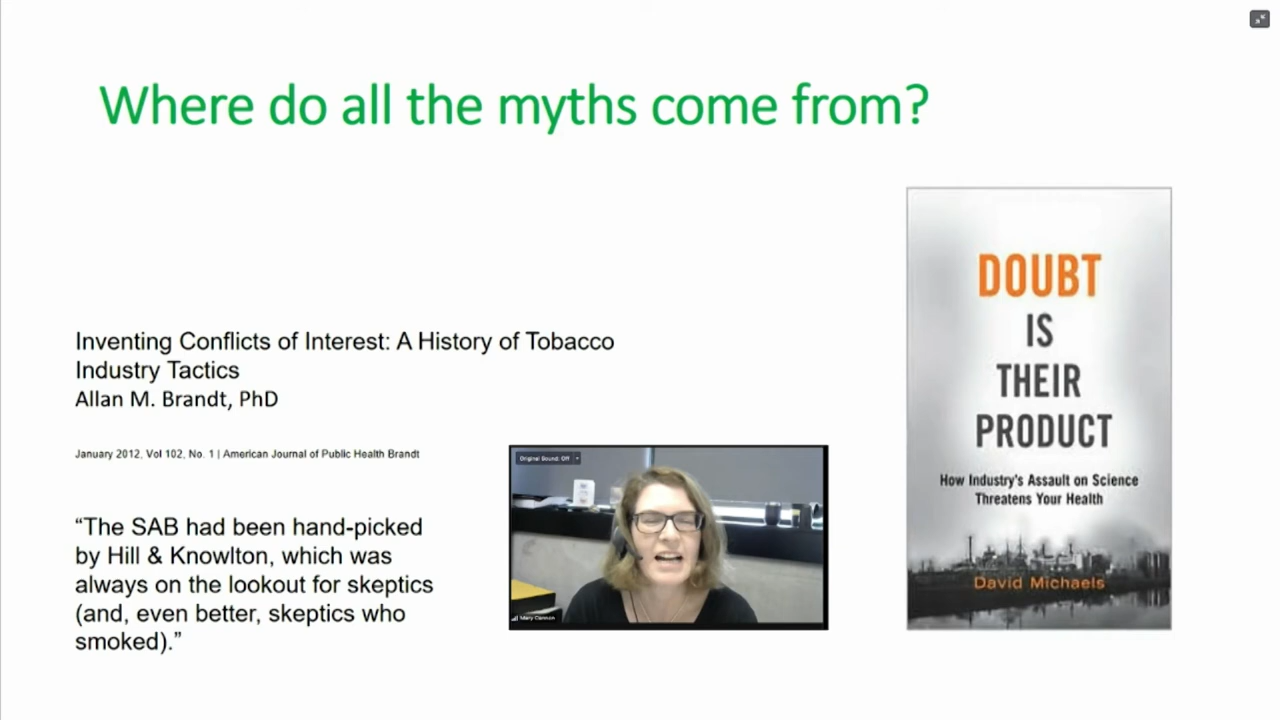 Where do all the myths come from?
Inventing Conflicts of Interest: A History of Tobacco
Industry Tactics
Allan M. Brandt, PhD
January 2012, Vol 102, No. 1 | American Journal of Public Health Brandt
“The SAB had been hand-picked
by Hill & Knowlton, which was
always on the lookout for skeptics
(and, even better, skeptics who
smoked).”
Original Sound: Off
Mary Cannon
DOUBT
IS
THEIR
PRODUCT
How Industry's Assault on Science
Threatens Your Health
David Michaels